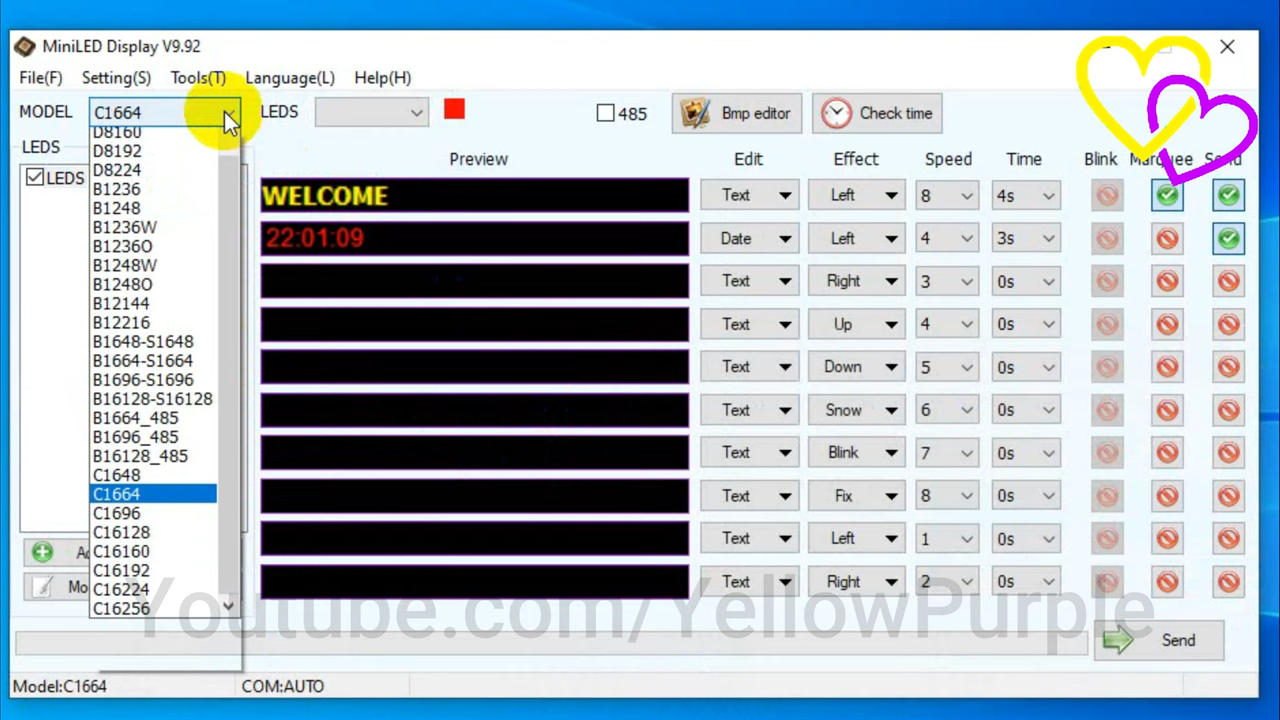 MiniLED Display V9.92
File(F) Setting(S) Tools(T) Language(L) Help(H)
MODEL C1664 LEDS 485 Bmp editor Check time
LEDS
LEDS
D8160
D8192
D8224
B1236
B1248
B1236W
B1236O
B1248W
B1248O
B12144
B12216
B1648-S1648
B1664-S1664
B1696-S1696
B16128-S16128
B1664_485
B1696_485
B16128_485
C1648
C1664
C1696
C16128
C16160
C16192
C16224
C16256
Preview Edit Effect Speed Time Blink Marquee Send
WELCOME Text Left 8 4s
22:01:09 Date Left 4 3s
Text Right 3 0s
Text Up 4 0s
Text Down 5 0s
Text Snow 6 0s
Text Blink 7 0s
Text Fix 8 0s
Text Left 1 0s
Text Right 2 0s
Youtube.com/YellowPurple
Send
Model:C1664 COM:AUTO